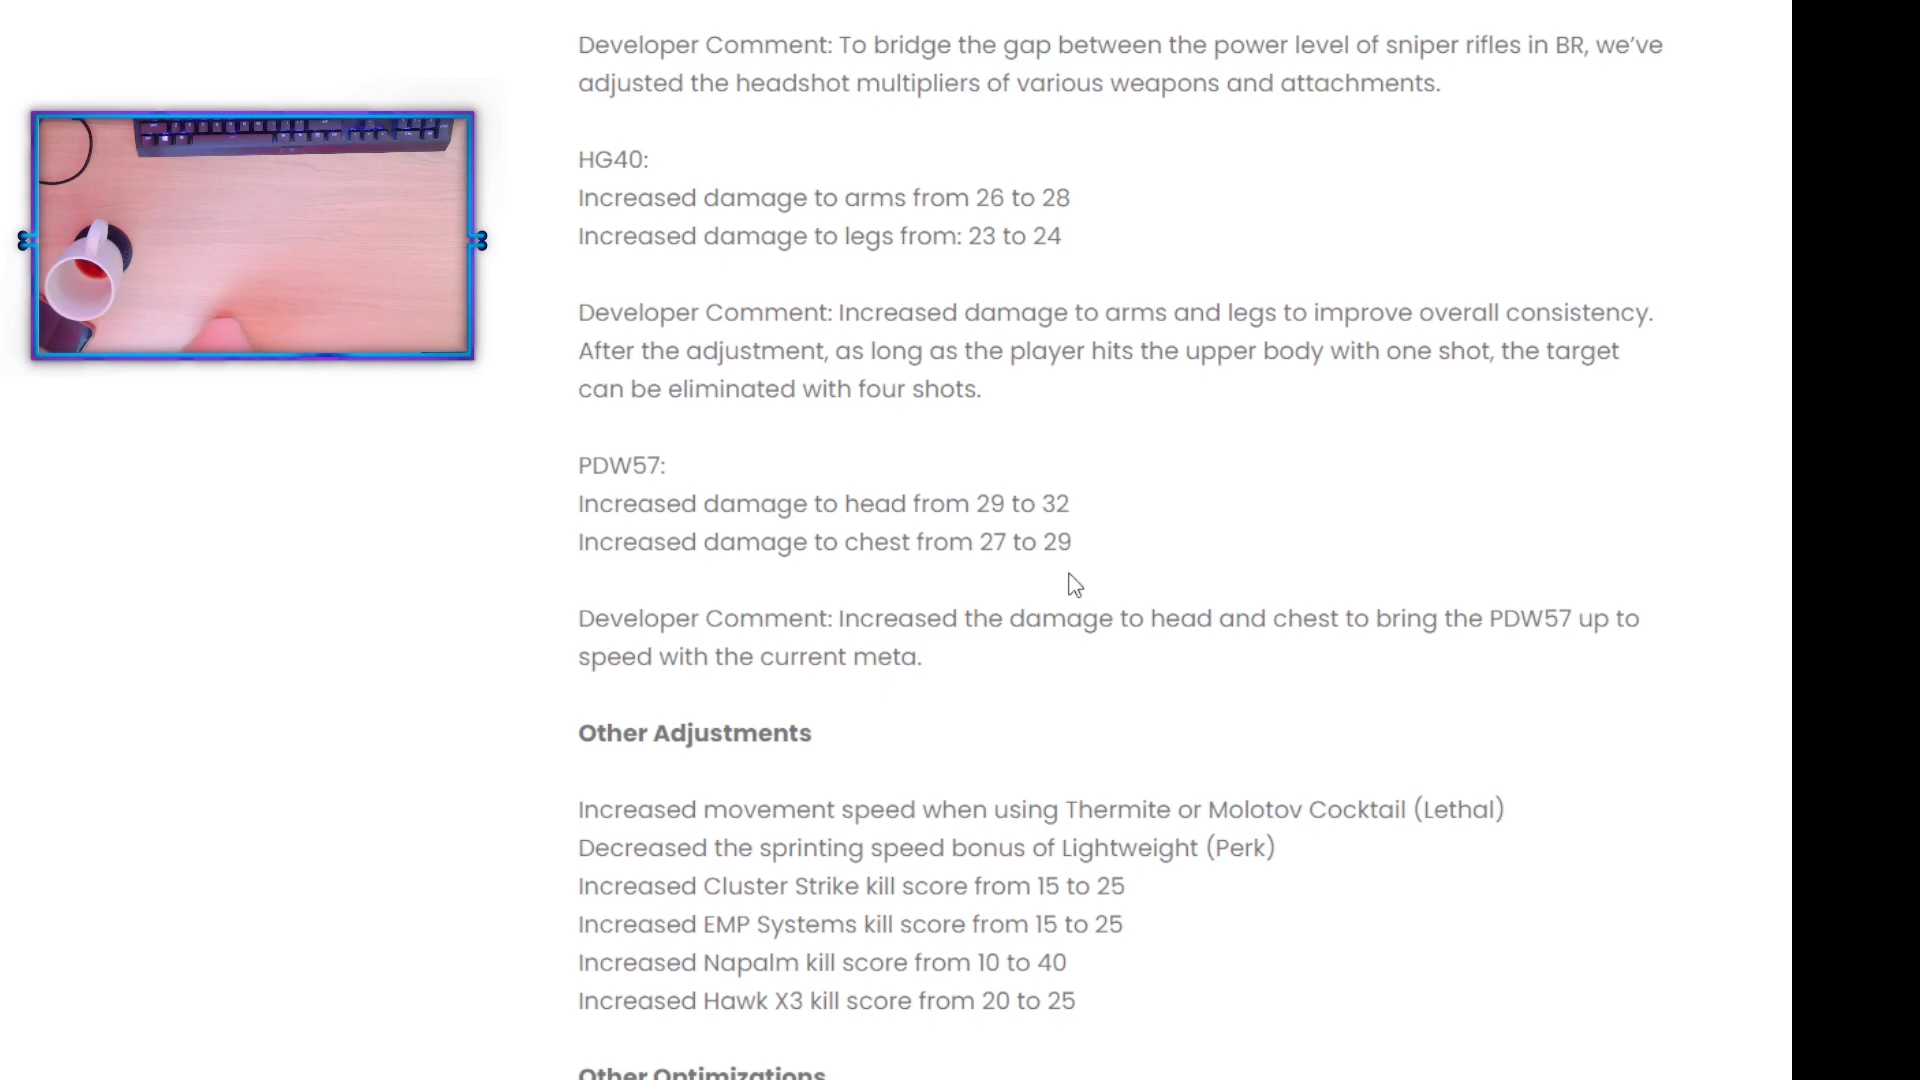 Developer Comment: To bridge the gap between the power level of sniper rifles in BR, we’ve
adjusted the headshot multipliers of various weapons and attachments.
HG40:
Increased damage to arms from 26 to 28
Increased damage to legs from: 23 to 24
Developer Comment: Increased damage to arms and legs to improve overall consistency.
After the adjustment, as long as the player hits the upper body with one shot, the target
can be eliminated with four shots.
PDW57:
Increased damage to head from 29 to 32
Increased damage to chest from 27 to 29
Developer Comment: Increased the damage to head and chest to bring the PDW57 up to
speed with the current meta.
Other Adjustments
Increased movement speed when using Thermite or Molotov Cocktail (Lethal)
Decreased the sprinting speed bonus of Lightweight (Perk)
Increased Cluster Strike kill score from 15 to 25
Increased EMP Systems kill score from 15 to 25
Increased Napalm kill score from 10 to 40
Increased Hawk X3 kill score from 20 to 25
Other Optimizations